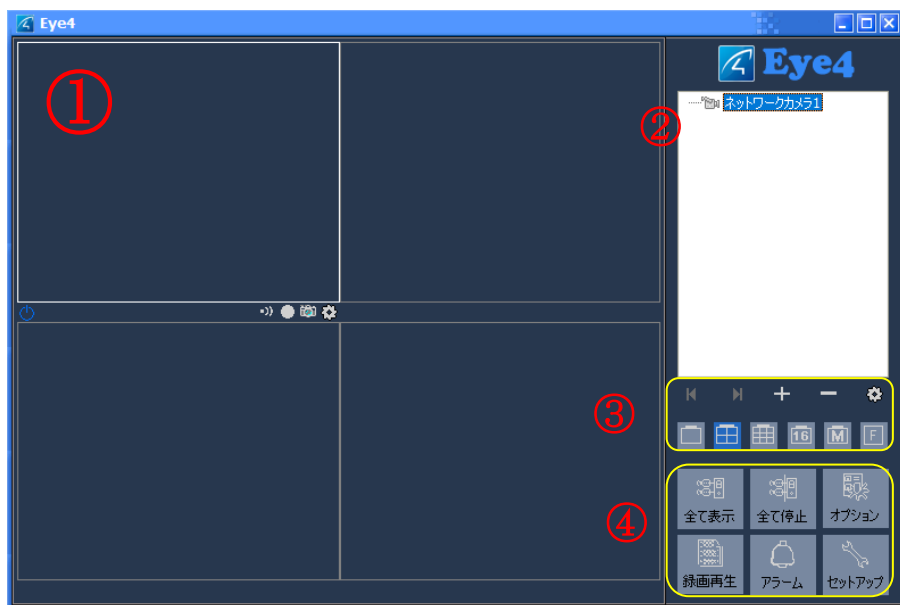 Eye4
Eye4
①
②
ネットワークカメラ1
③
16 M F
④
全て表示 全て停止 オプション
録画再生 アラーム セットアップ